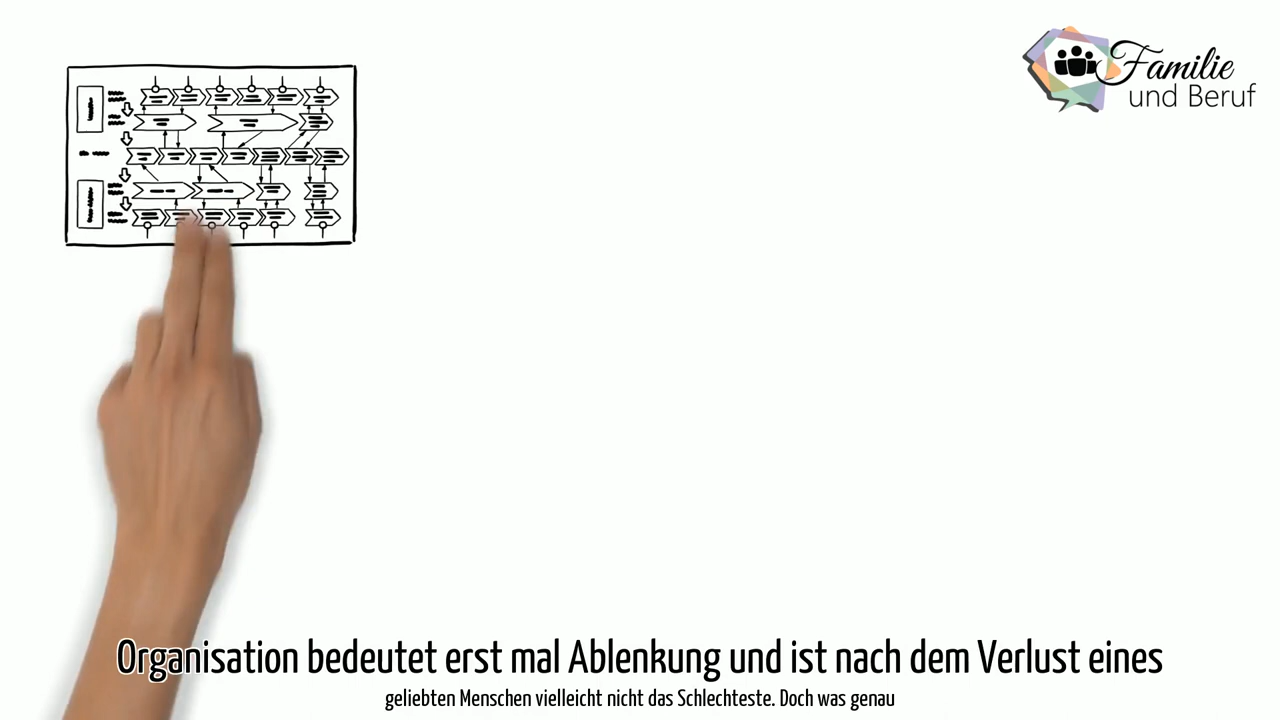 Familie
und Beruf
Organisation bedeutet erst mal Ablenkung und ist nach dem Verlust eines
geliebten Menschen vielleicht nicht das Schlechteste. Doch was genau